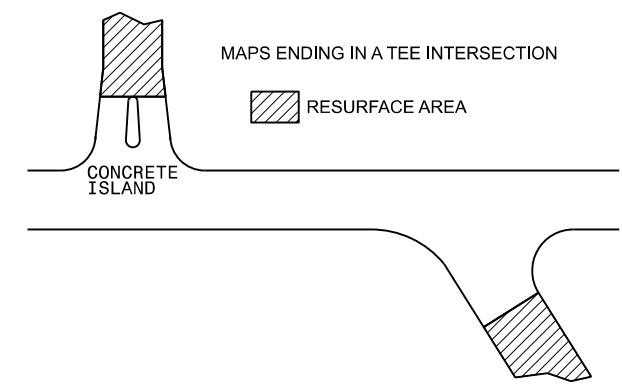 MAPS ENDING IN A TEE INTERSECTION
RESURFACE AREA
CONCRETE
ISLAND